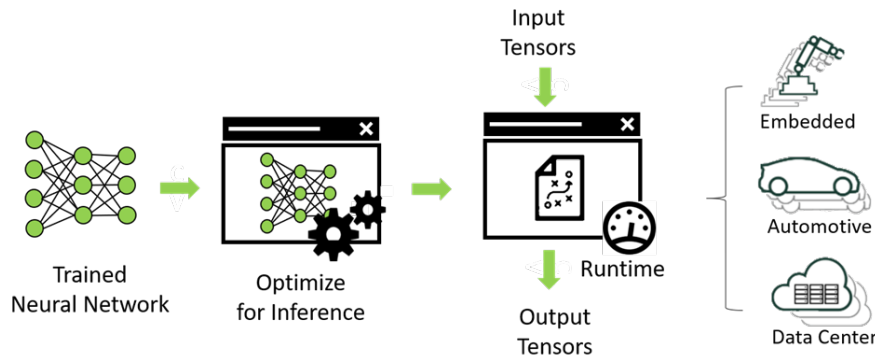 Trained
Neural Network
Optimize
for Inference
Input
Tensors
Runtime
Output
Tensors
Embedded
Automotive
Data Center